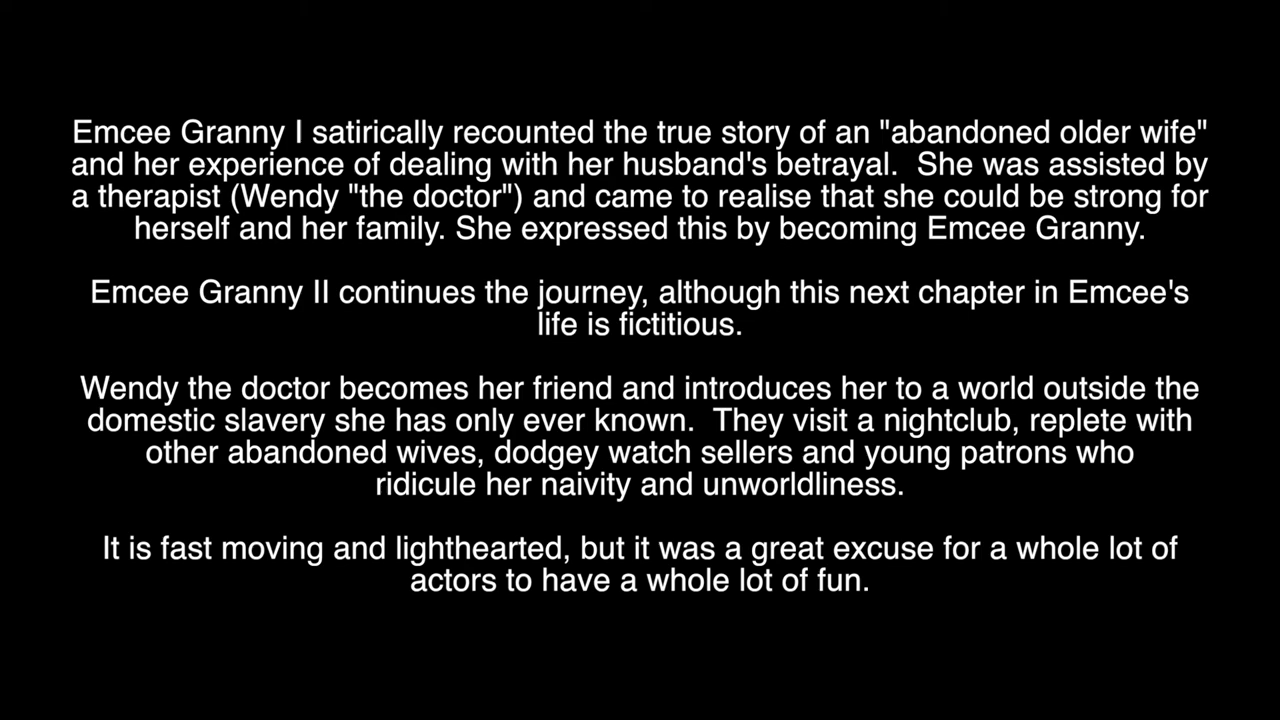 Emcee Granny I satirically recounted the true story of an "abandoned older wife"
and her experience of dealing with her husband's betrayal.  She was assisted by
a therapist (Wendy "the doctor") and came to realise that she could be strong for
herself and her family. She expressed this by becoming Emcee Granny.
Emcee Granny II continues the journey, although this next chapter in Emcee's
life is fictitious.
Wendy the doctor becomes her friend and introduces her to a world outside the
domestic slavery she has only ever known.  They visit a nightclub, replete with
other abandoned wives, dodgey watch sellers and young patrons who
ridicule her naivity and unworldliness.
It is fast moving and lighthearted, but it was a great excuse for a whole lot of
actors to have a whole lot of fun.